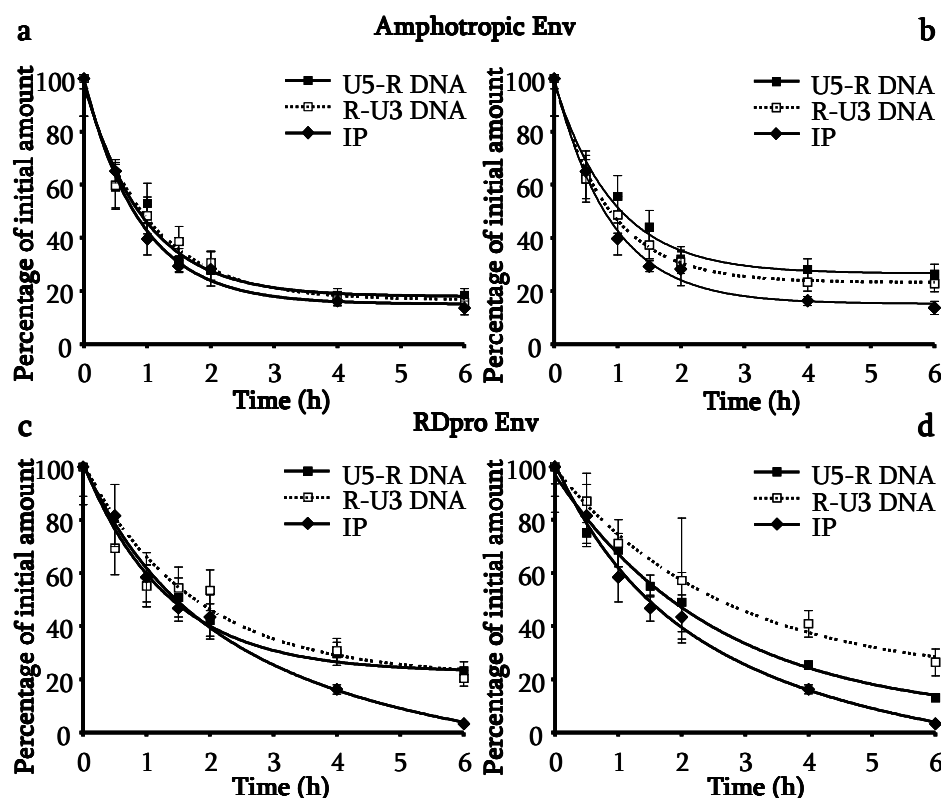 a
Amphotropic Env
b
Percentage of initial amount
100
80
60
40
20
0
U5-R DNA
R-U3 DNA
IP
0 1 2 3 4 5 6
Time (h)
Percentage of initial amount
100
80
60
40
20
0
U5-R DNA
R-U3 DNA
IP
0 1 2 3 4 5 6
Time (h)
c
RDpro Env
d
Percentage of initial amount
100
80
60
40
20
0
U5-R DNA
R-U3 DNA
IP
0 1 2 3 4 5 6
Time (h)
Percentage of initial amount
100
80
60
40
20
0
U5-R DNA
R-U3 DNA
IP
0 1 2 3 4 5 6
Time (h)